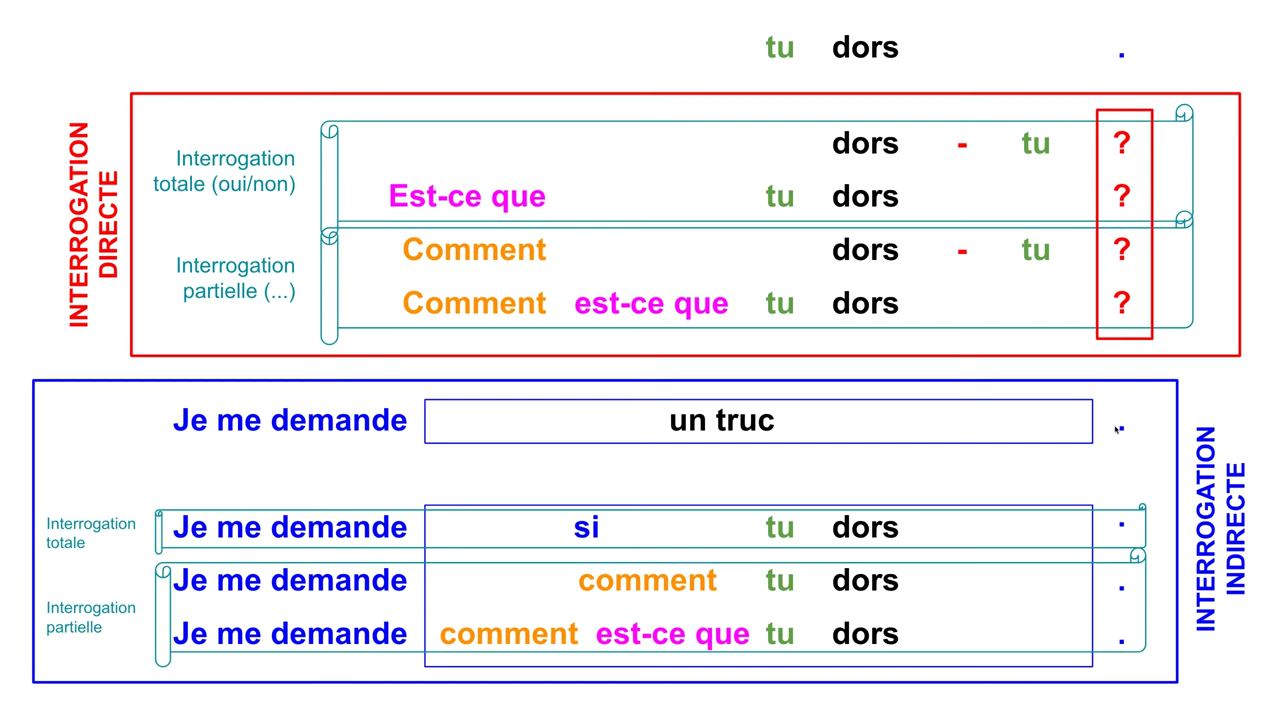 tu dors .
INTERROGATION
DIRECTE
Interrogation
totale (oui/non)
dors - tu ?
Est-ce que tu dors ?
Interrogation
partielle (...)
Comment dors - tu ?
Comment est-ce que tu dors ?
Je me demande un truc .
INTERROGATION
INDIRECTE
Interrogation
totale
Je me demande si tu dors .
Interrogation
partielle
Je me demande comment tu dors .
Je me demande comment est-ce que tu dors .